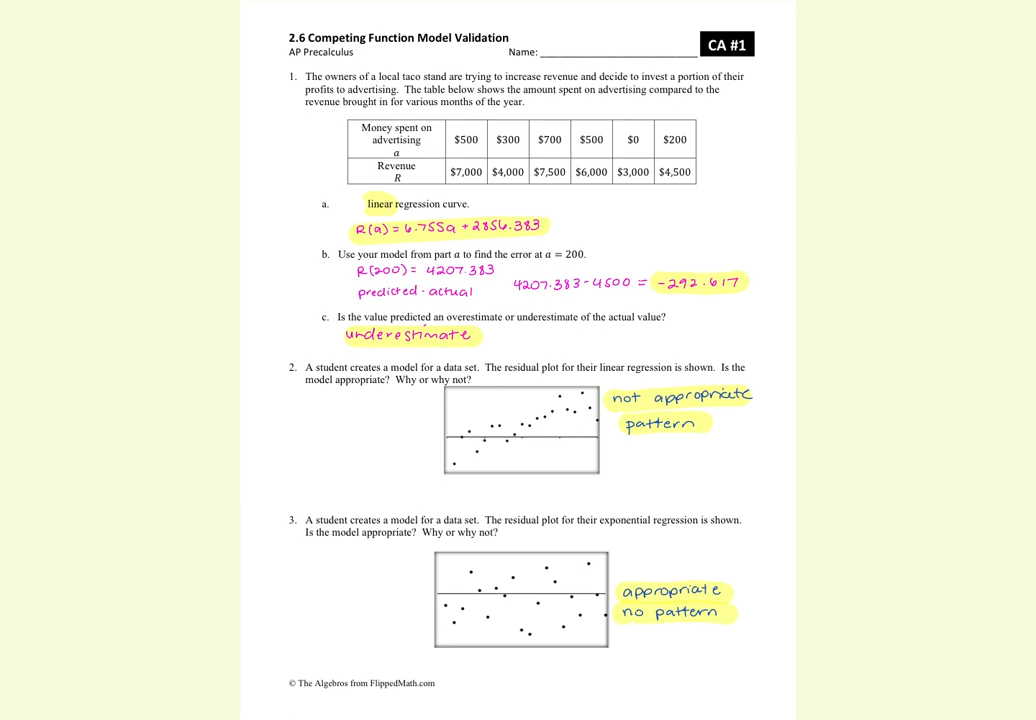 2.6 Competing Function Model Validation
AP Precalculus Name: ____________________________
CA #1
1. The owners of a local taco stand are trying to increase revenue and decide to invest a portion of their
profits to advertising. The table below shows the amount spent on advertising compared to the
revenue brought in for various months of the year.
Money spent on
advertising
a
$500 $300 $700 $500 $0 $200
Revenue
R
$7,000 $4,000 $7,500 $6,000 $3,000 $4,500
a. linear regression curve.
R(a) = 6.755a + 2856.383
b. Use your model from part a to find the error at a = 200.
R(200) = 4207.383
predicted - actual
4207.383 - 4500 = -292.617
c. Is the value predicted an overestimate or underestimate of the actual value?
underestimate
2. A student creates a model for a data set. The residual plot for their linear regression is shown. Is the
model appropriate? Why or why not?
not appropriate
pattern
3. A student creates a model for a data set. The residual plot for their exponential regression is shown.
Is the model appropriate? Why or why not?
appropriate
no pattern
© The Algebros from FlippedMath.com